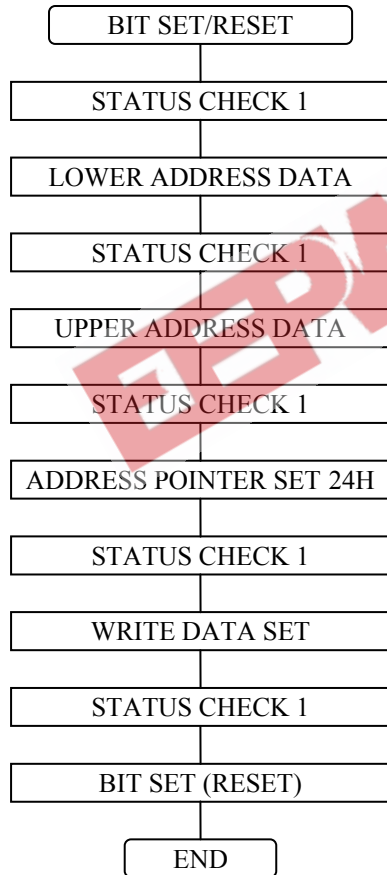 BIT SET/RESET
STATUS CHECK 1
LOWER ADDRESS DATA
STATUS CHECK 1
UPPER ADDRESS DATA
STATUS CHECK 1
ADDRESS POINTER SET 24H
STATUS CHECK 1
WRITE DATA SET
STATUS CHECK 1
BIT SET (RESET)
END